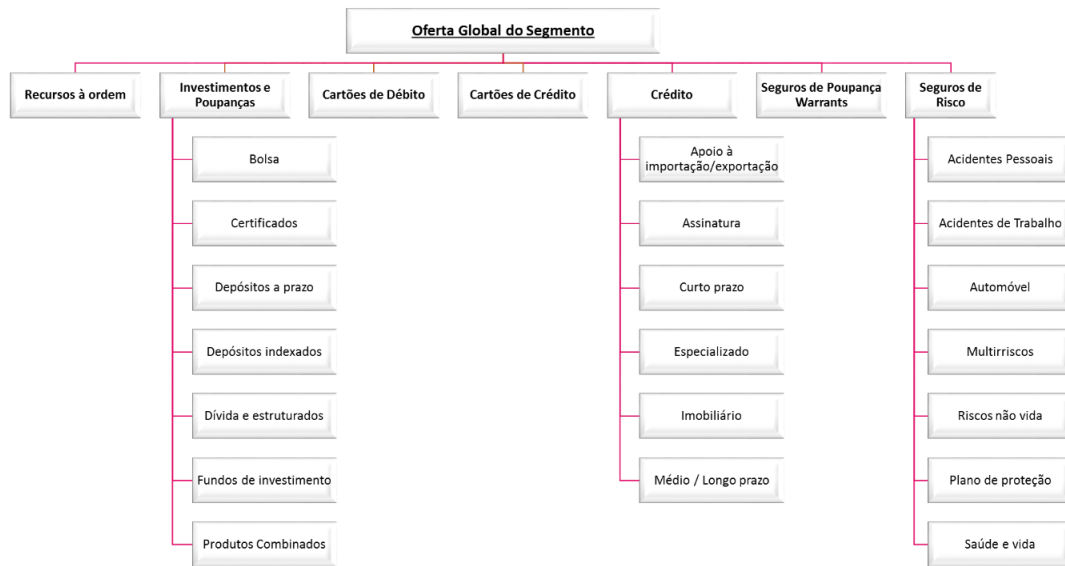 Oferta Global do Segmento
Recursos à ordem
Investimentos e
Poupanças
Cartões de Débito
Cartões de Crédito
Crédito
Seguros de Poupança
Warrants
Seguros de
Risco
Bolsa
Certificados
Depósitos a prazo
Depósitos indexados
Dívida e estruturados
Fundos de investimento
Produtos Combinados
Apoio à
importação/exportação
Assinatura
Curto prazo
Especializado
Imobiliário
Médio / Longo prazo
Acidentes Pessoais
Acidentes de Trabalho
Automóvel
Multirriscos
Riscos não vida
Plano de proteção
Saúde e vida